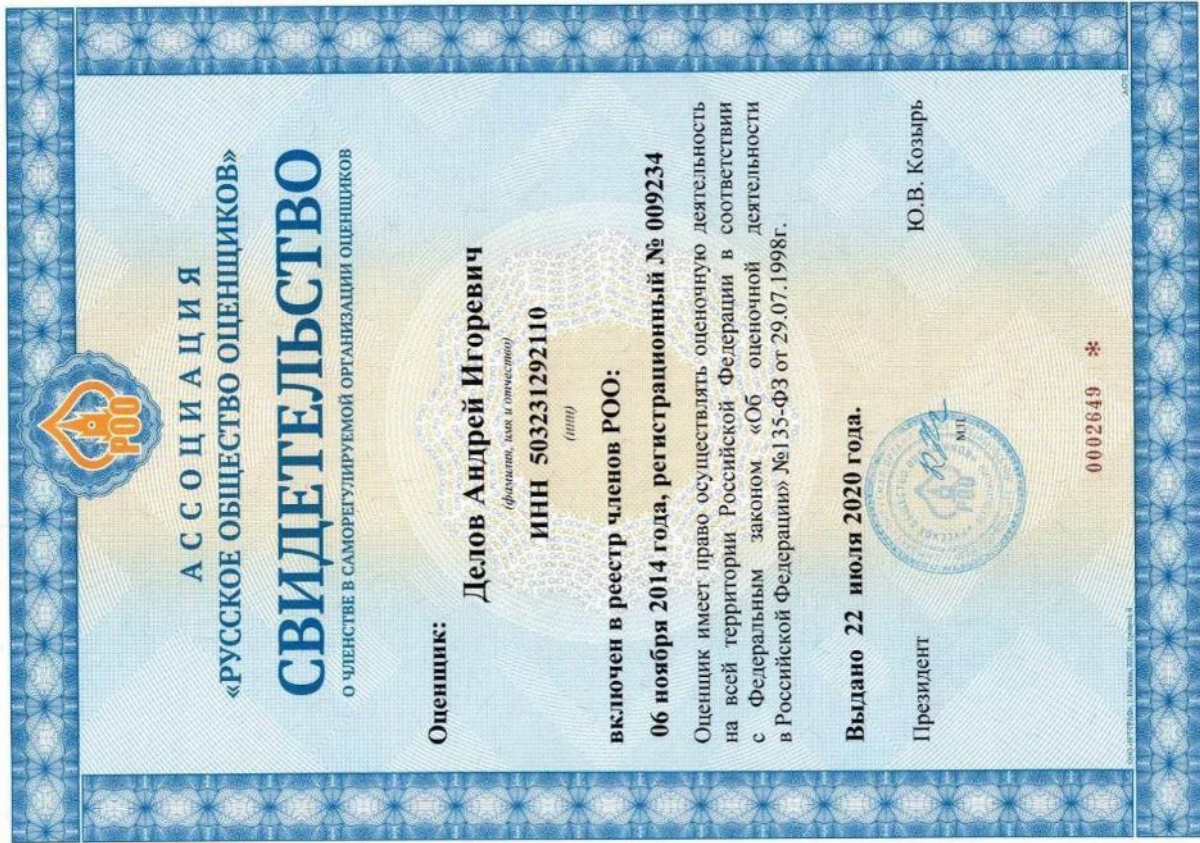 РОО
АССОЦИАЦИЯ
«РУССКОЕ ОБЩЕСТВО ОЦЕНЩИКОВ»
СВИДЕТЕЛЬСТВО
О ЧЛЕНСТВЕ В САМОРЕГУЛИРУЕМОЙ ОРГАНИЗАЦИИ ОЦЕНЩИКОВ
Оценщик:
Делов Андрей Игоревич
(фамилия, имя и отчество)
ИНН 503231292110
(инн)
включен в реестр членов РОО:
06 ноября 2014 года, регистрационный № 009234
Оценщик имеет право осуществлять оценочную деятельность
на всей территории Российской Федерации в соответствии
с Федеральным законом «Об оценочной деятельности
в Российской Федерации» №135-ФЗ от 29.07.1998г.
Выдано 22 июля 2020 года.
Президент Ю.В. Козырь
М.П.
РОО
0002649 *